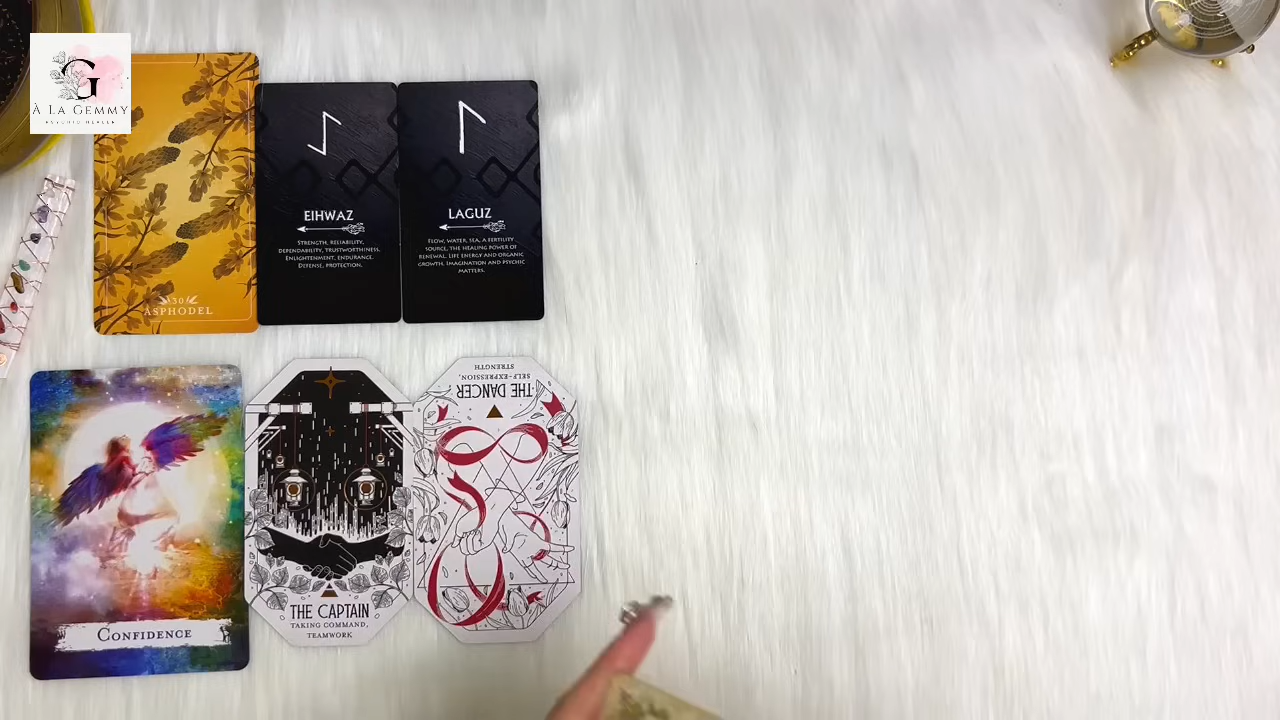 G
À LA GEMMY
PSYCHIC HEALER
30
ASPHODEL
EIHWAZ
STRENGTH, RELIABILITY,
DEPENDABILITY, TRUSTWORTHINESS.
ENLIGHTENMENT, ENDURANCE.
DEFENSE, PROTECTION.
LAGUZ
FLOW, WATER, SEA, A FERTILITY
SOURCE, THE HEALING POWER OF
RENEWAL. LIFE ENERGY AND ORGANIC
GROWTH. IMAGINATION AND PSYCHIC
MATTERS.
CONFIDENCE
THE CAPTAIN
TAKING COMMAND,
TEAMWORK
THE DANCER
SELF-EXPRESSION,
STRENGTH